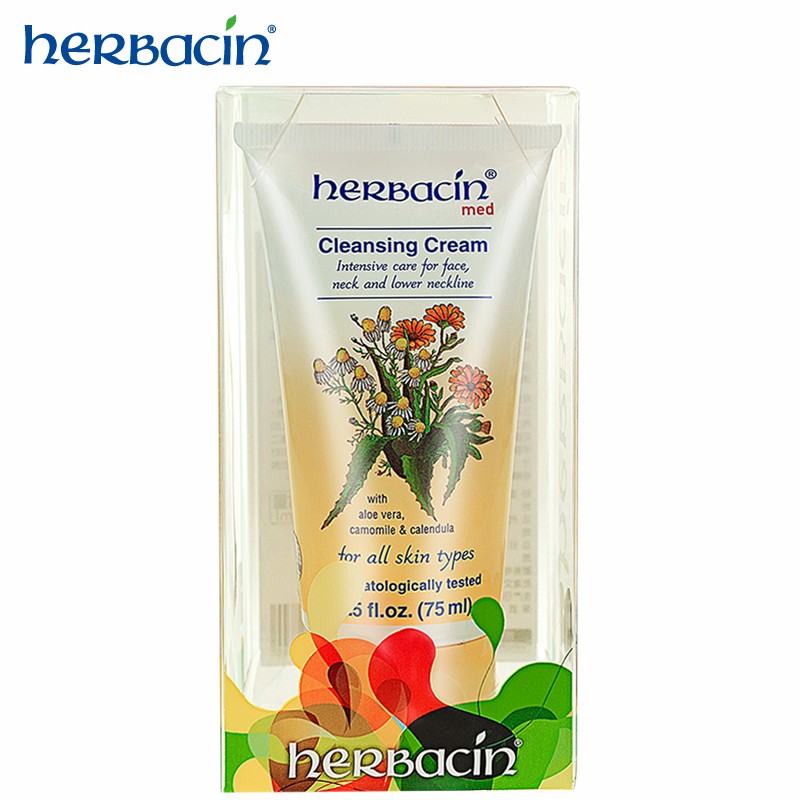 herbacin®
herbacin®
med
Cleansing Cream
Intensive care for face,
neck and lower neckline
with
aloe vera,
camomile & calendula
for all skin types
atologically tested
.5 fl.oz. (75 ml)
herbacin®